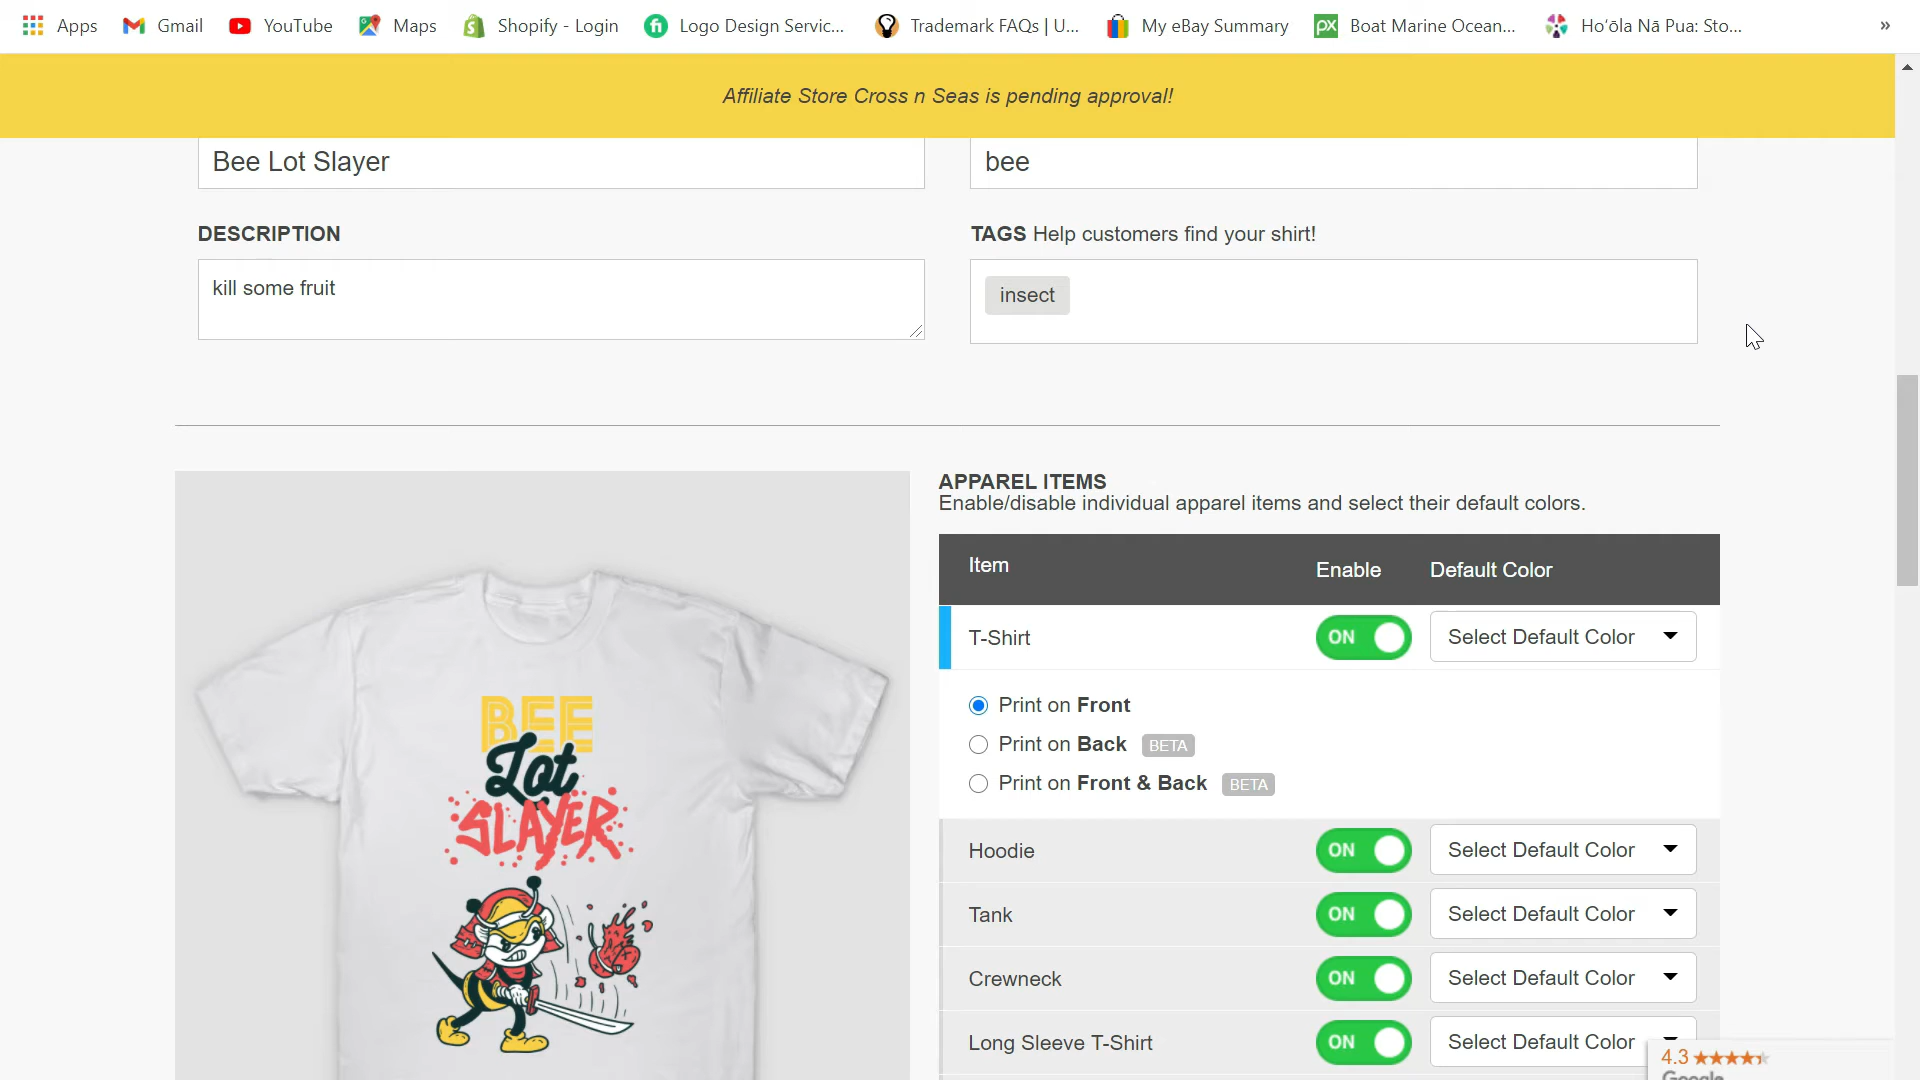 Apps Gmail YouTube Maps Shopify - Login Logo Design Servic... Trademark FAQs | U... My eBay Summary Boat Marine Ocean... Hoʻōla Nā Pua: Sto... »
Affiliate Store Cross n Seas is pending approval!
Bee Lot Slayer
bee
DESCRIPTION
TAGS Help customers find your shirt!
kill some fruit
insect
APPAREL ITEMS
Enable/disable individual apparel items and select their default colors.
Item Enable Default Color
T-Shirt ON Select Default Color
Print on Front
Print on Back BETA
Print on Front & Back BETA
Hoodie ON Select Default Color
Tank ON Select Default Color
Crewneck ON Select Default Color
Long Sleeve T-Shirt ON Select Default Color
BEE
Lot
SLAYER
4.3
Google